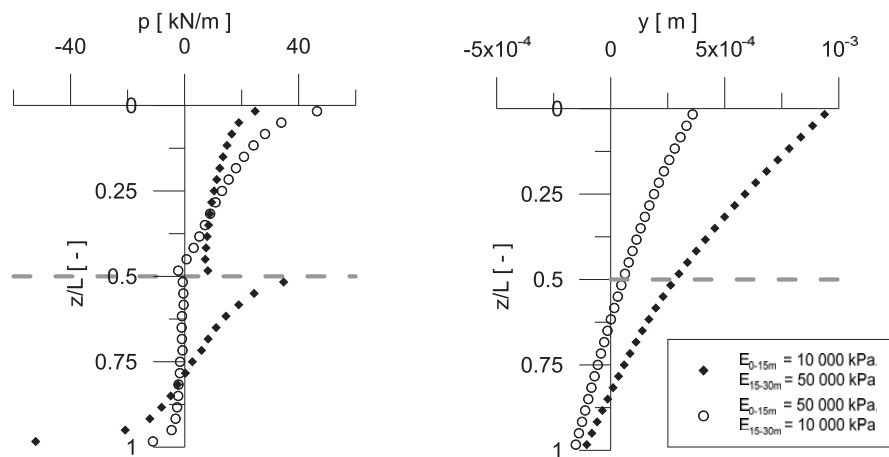 p [ kN/m ]
-40 0 40
0
0.25
0.5
0.75
1
z/L [ - ]
y [ m ]
-5x10⁻⁴ 0 5x10⁻⁴ 10⁻³
0
0.25
0.5
0.75
1
z/L [ - ]
E0-15m = 10 000 kPa,
E15-30m = 50 000 kPa
E0-15m = 50 000 kPa,
E15-30m = 10 000 kPa